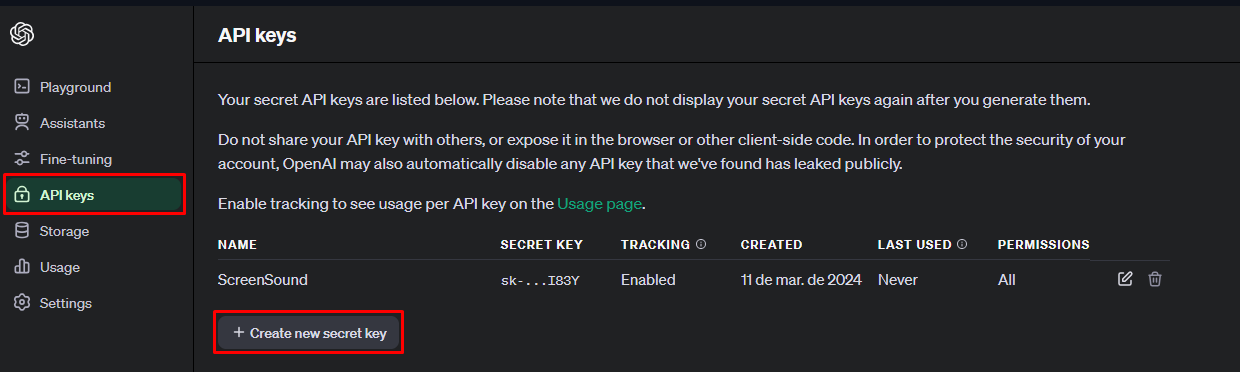 API keys
Playground
Assistants
Fine-tuning
API keys
Storage
Usage
Settings
Your secret API keys are listed below. Please note that we do not display your secret API keys again after you generate them.
Do not share your API key with others, or expose it in the browser or other client-side code. In order to protect the security of your
account, OpenAI may also automatically disable any API key that we've found has leaked publicly.
Enable tracking to see usage per API key on the Usage page.
NAME SECRET KEY TRACKING CREATED LAST USED PERMISSIONS
ScreenSound sk-...I83Y Enabled 11 de mar. de 2024 Never All
+ Create new secret key